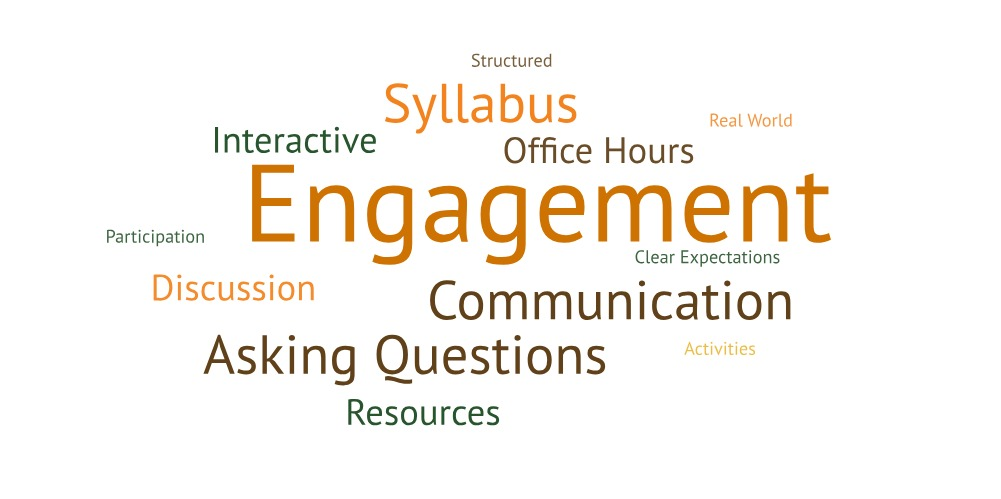 Structured
Syllabus
Real World
Interactive
Office Hours
Engagement
Participation
Clear Expectations
Discussion
Communication
Activities
Asking Questions
Resources